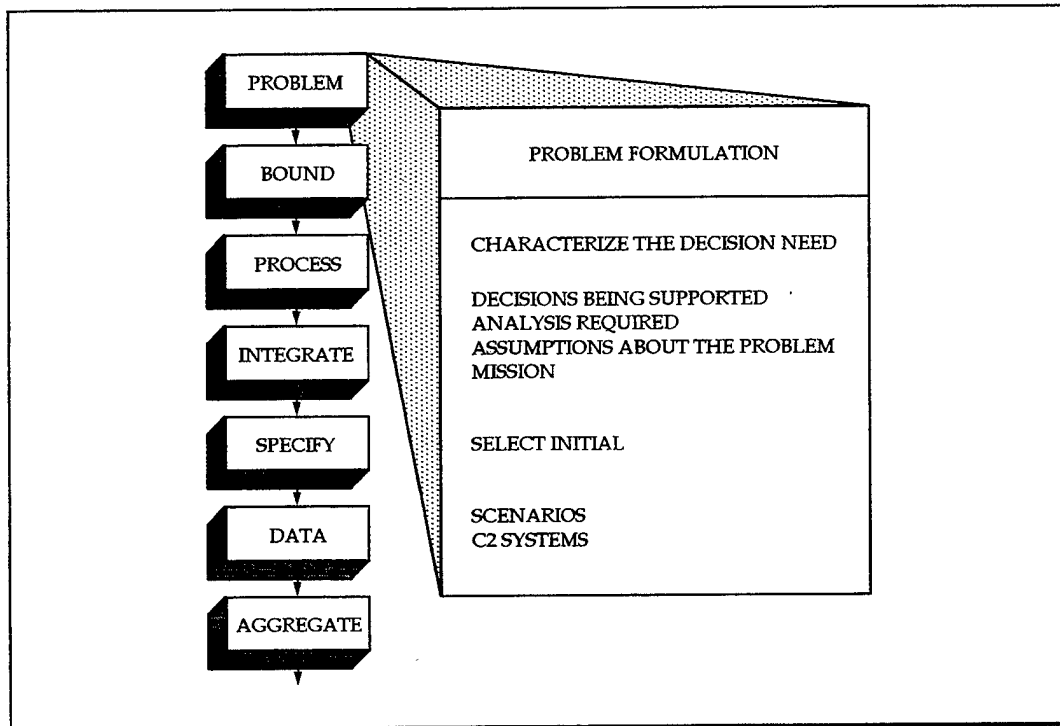 PROBLEM
BOUND
PROCESS
INTEGRATE
SPECIFY
DATA
AGGREGATE
PROBLEM FORMULATION
CHARACTERIZE THE DECISION NEED
DECISIONS BEING SUPPORTED
ANALYSIS REQUIRED
ASSUMPTIONS ABOUT THE PROBLEM
MISSION
SELECT INITIAL
SCENARIOS
C2 SYSTEMS